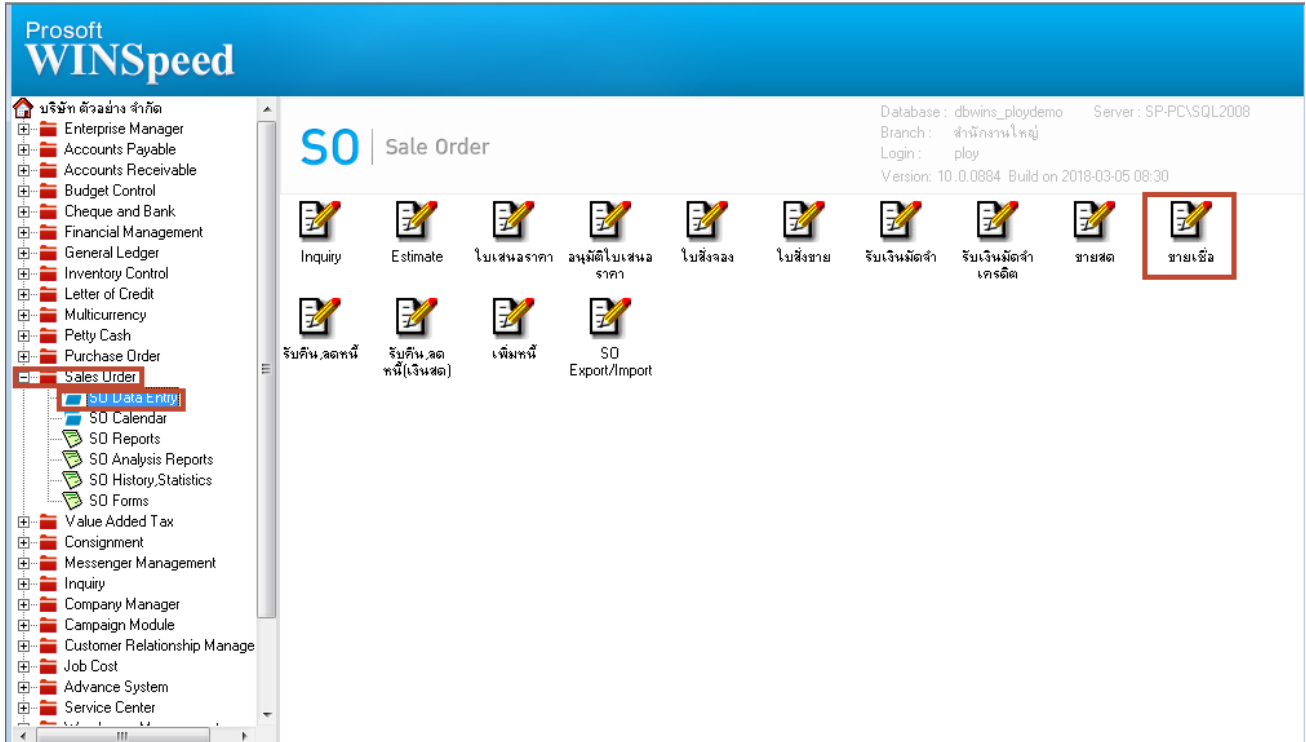 Prosoft
WINSpeed
บริษัท ตัวอย่าง จำกัด
Enterprise Manager
Accounts Payable
Accounts Receivable
Budget Control
Cheque and Bank
Financial Management
General Ledger
Inventory Control
Letter of Credit
Multicurrency
Petty Cash
Purchase Order
Sales Order
SO Data Entry
SO Calendar
SO Reports
SO Analysis Reports
SO History,Statistics
SO Forms
Value Added Tax
Consignment
Messenger Management
Inquiry
Company Manager
Campaign Module
Customer Relationship Manage
Job Cost
Advance System
Service Center
SO Sale Order
Database : dbwins_ploydemo Server : SP-PC\SQL2008
Branch : สำนักงานใหญ่
Login : ploy
Version: 10 .0.0884 Build on 2018-03-05 08:30
Inquiry
Estimate
ใบเสนอราคา
อนุมัติใบเสนอ
ราคา
ใบสั่งจอง
ใบสั่งขาย
รับเงินมัดจำ
รับเงินมัดจำ
เครดิต
ขายสด
ขายเชื่อ
รับคืน,ลดหนี้
รับคืน,ลด
หนี้(เงินสด)
เพิ่มหนี้
SO
Export/Import